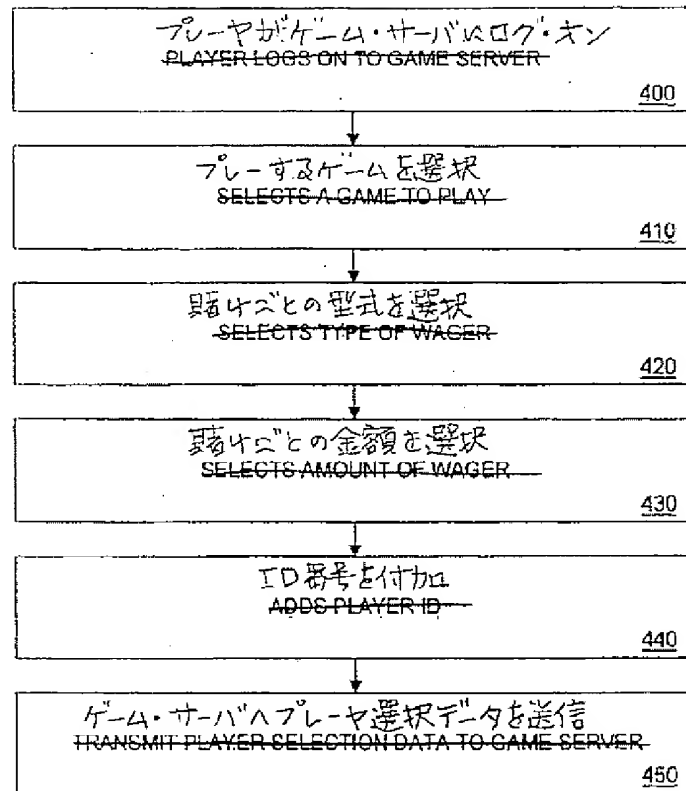 プレーヤがゲーム・サーバにログ・オン
PLAYER LOGS ON TO GAME SERVER
400
プレーするゲームを選択
SELECTS A GAME TO PLAY
410
賭けごとの型式を選択
SELECTS TYPE OF WAGER
420
賭けごとの金額を選択
SELECTS AMOUNT OF WAGER
430
ID番号を付加
ADDS PLAYER ID
440
ゲーム・サーバへプレーヤ選択データを送信
TRANSMIT PLAYER SELECTION DATA TO GAME SERVER
450